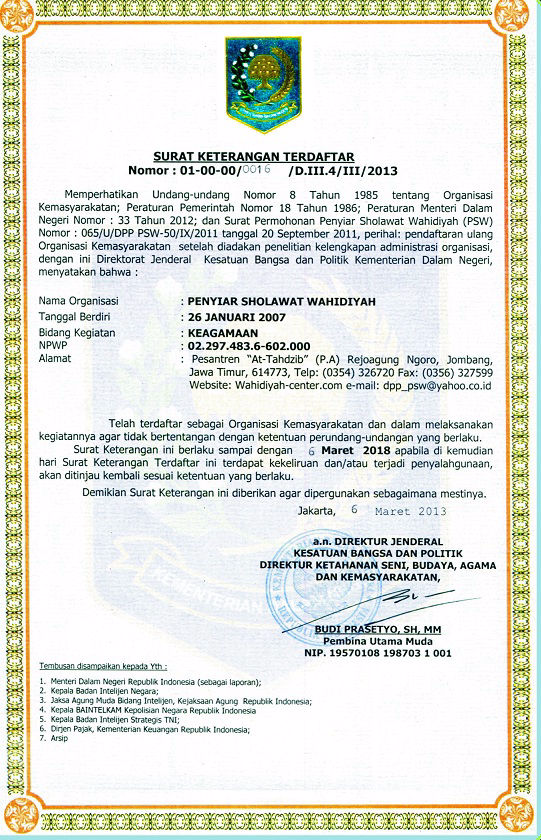 SURAT KETERANGAN TERDAFTAR
Nomor : 01-00-00/0016 /D.III.4/III/2013
Memperhatikan Undang-undang Nomor 8 Tahun 1985 tentang Organisasi
Kemasyarakatan; Peraturan Pemerintah Nomor 18 Tahun 1986; Peraturan Menteri Dalam
Negeri Nomor : 33 Tahun 2012; dan Surat Permohonan Penyiar Sholawat Wahidiyah (PSW)
Nomor : 065/U/DPP PSW-50/IX/2011 tanggal 20 September 2011, perihal: pendaftaran ulang
Organisasi Kemasyarakatan setelah diadakan penelitian kelengkapan administrasi organisasi,
dengan ini Direktorat Jenderal Kesatuan Bangsa dan Politik Kementerian Dalam Negeri,
menyatakan bahwa :
Nama Organisasi : PENYIAR SHOLAWAT WAHIDIYAH
Tanggal Berdiri : 26 JANUARI 2007
Bidang Kegiatan : KEAGAMAAN
NPWP : 02.297.483.6-602.000
Alamat : Pesantren “At-Tahdzib” (P.A) Rejoagung Ngoro, Jombang,
Jawa Timur, 614773, Telp: (0354) 326720 Fax: (0356) 327599
Website: Wahidiyah-center.com e-mail: dpp_psw@yahoo.co.id
Telah terdaftar sebagai Organisasi Kemasyarakatan dan dalam melaksanakan
kegiatannya agar tidak bertentangan dengan ketentuan perundang-undangan yang berlaku.
Surat Keterangan ini berlaku sampai dengan 6 Maret 2018 apabila di kemudian
hari Surat Keterangan Terdaftar ini terdapat kekeliruan dan/atau terjadi penyalahgunaan,
akan ditinjau kembali sesuai ketentuan yang berlaku.
Demikian Surat Keterangan ini diberikan agar dipergunakan sebagaimana mestinya.
Jakarta, 6 Maret 2013
a.n. DIREKTUR JENDERAL
KESATUAN BANGSA DAN POLITIK
DIREKTUR KETAHANAN SENI, BUDAYA, AGAMA
DAN KEMASYARAKATAN,
BUDI PRASETYO, SH, MM
Pembina Utama Muda
NIP. 19570108 198703 1 001
Tembusan disampaikan kepada Yth :
1. Menteri Dalam Negeri Republik Indonesia (sebagai laporan);
2. Kepala Badan Intelijen Negara;
3. Jaksa Agung Muda Bidang Intelijen, Kejaksaan Agung Republik Indonesia;
4. Kepala BAINTELKAM Kepolisian Negara Republik Indonesia
5. Kepala Badan Intelijen Strategis TNI;
6. Dirjen Pajak, Kementerian Keuangan Republik Indonesia;
7. Arsip